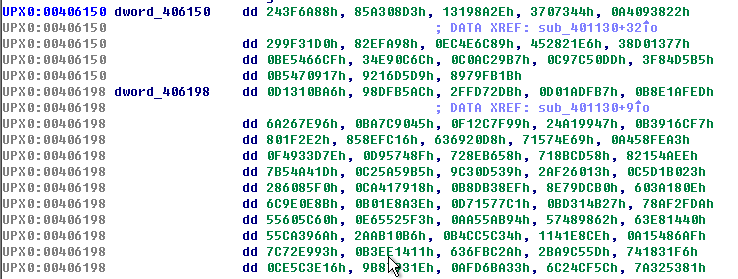 UPX0:00406150 dword_406150 dd 243F6A88h, 85A308D3h, 13198A2Eh, 3707344h, 0A4093822h
UPX0:00406150 ; DATA XREF: sub_401130+32↑o
UPX0:00406150 dd 299F31D0h, 82EFA98h, 0EC4E6C89h, 452821E6h, 38D01377h
UPX0:00406150 dd 0BE5466CFh, 34E90C6Ch, 0C0AC29B7h, 0C97C50DDh, 3F84D5B5h
UPX0:00406150 dd 0B5470917h, 9216D5D9h, 8979FB1Bh
UPX0:00406198 dword_406198 dd 0D1310BA6h, 98DFB5ACh, 2FFD72DBh, 0D01ADFB7h, 0B8E1AFEDh
UPX0:00406198 ; DATA XREF: sub_401130+9↑o
UPX0:00406198 dd 6A267E96h, 0BA7C9045h, 0F12C7F99h, 24A19947h, 0B3916CF7h
UPX0:00406198 dd 801F2E2h, 858EFC16h, 636920D8h, 71574E69h, 0A458FEA3h
UPX0:00406198 dd 0F4933D7Eh, 0D95748Fh, 728EB658h, 718BCD58h, 82154AEEh
UPX0:00406198 dd 7B54A41Dh, 0C25A59B5h, 9C30D539h, 2AF26013h, 0C5D1B023h
UPX0:00406198 dd 286085F0h, 0CA417918h, 0B8DB38EFh, 8E79DCB0h, 603A180Eh
UPX0:00406198 dd 6C9E0E8Bh, 0B01E8A3Eh, 0D71577C1h, 0BD314B27h, 78AF2FDAh
UPX0:00406198 dd 55605C60h, 0E65525F3h, 0AA55AB94h, 57489862h, 63E81440h
UPX0:00406198 dd 55CA396Ah, 2AAB10B6h, 0B4CC5C34h, 1141E8CEh, 0A15486AFh
UPX0:00406198 dd 7C72E993h, 0B3EE1411h, 636FBC2Ah, 2BA9C55Dh, 741831F6h
UPX0:00406198 dd 0CE5C3E16h, 931Eh, 0AFD6BA33h, 6C24CF5Ch, 7A325381h